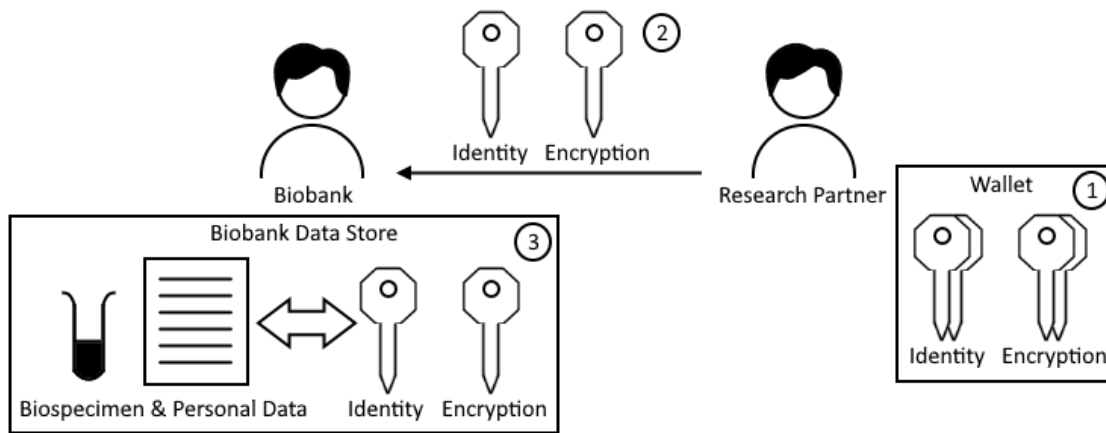 2
Identity Encryption
Biobank
Research Partner
Wallet
1
Identity Encryption
Biobank Data Store
3
Biospecimen & Personal Data Identity Encryption